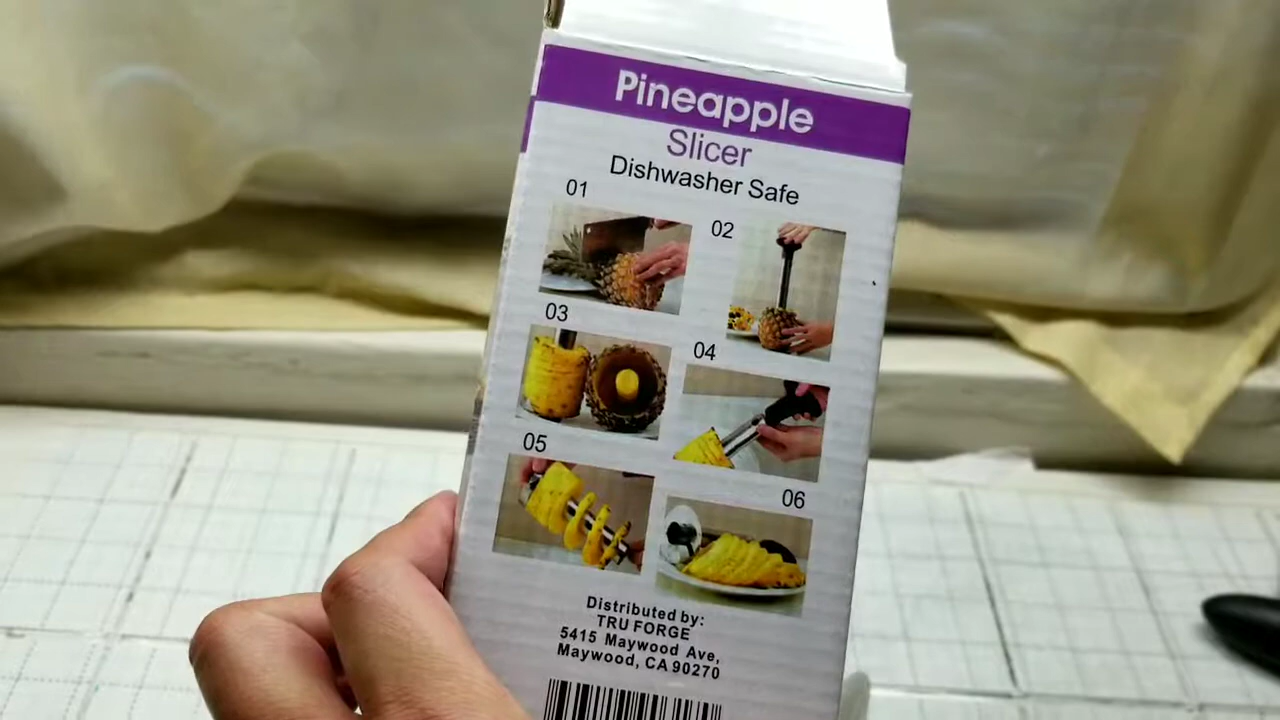 Pineapple
Slicer
Dishwasher Safe
01
02
03
04
05
06
Distributed by:
TRU FORGE
5415 Maywood Ave,
Maywood, CA 90270